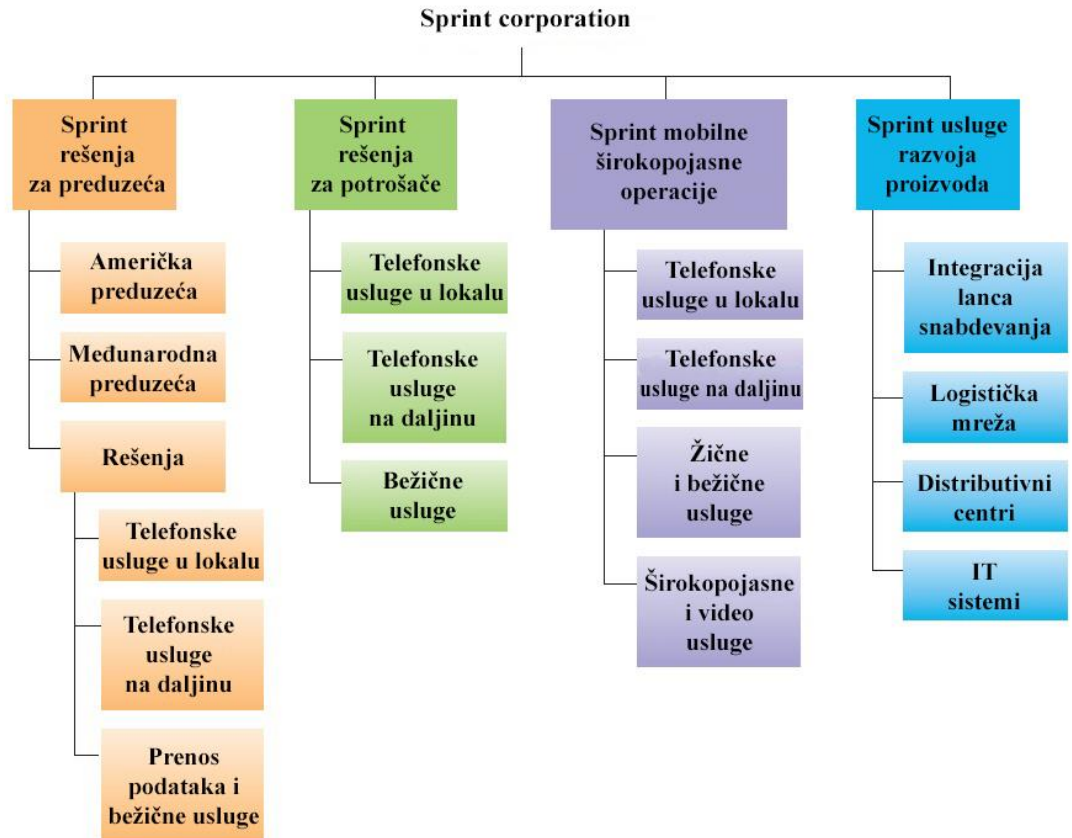 Sprint corporation
Sprint
rešenja
za preduzeća
Američka
preduzeća
Međunarodna
preduzeća
Rešenja
Telefonske
usluge u lokalu
Telefonske
usluge
na daljinu
Prenos
podataka i
bežične usluge
Sprint
rešenja
za potrošače
Telefonske
usluge u lokalu
Telefonske
usluge
na daljinu
Bežične
usluge
Sprint mobilne
širokopojasne
operacije
Telefonske
usluge u lokalu
Telefonske
usluge na daljinu
Žične
i bežične
usluge
Širokopojasne
i video
usluge
Sprint usluge
razvoja
proizvoda
Integracija
lanca
snabdevanja
Logistička
mreža
Distributivni
centri
IT
sistemi